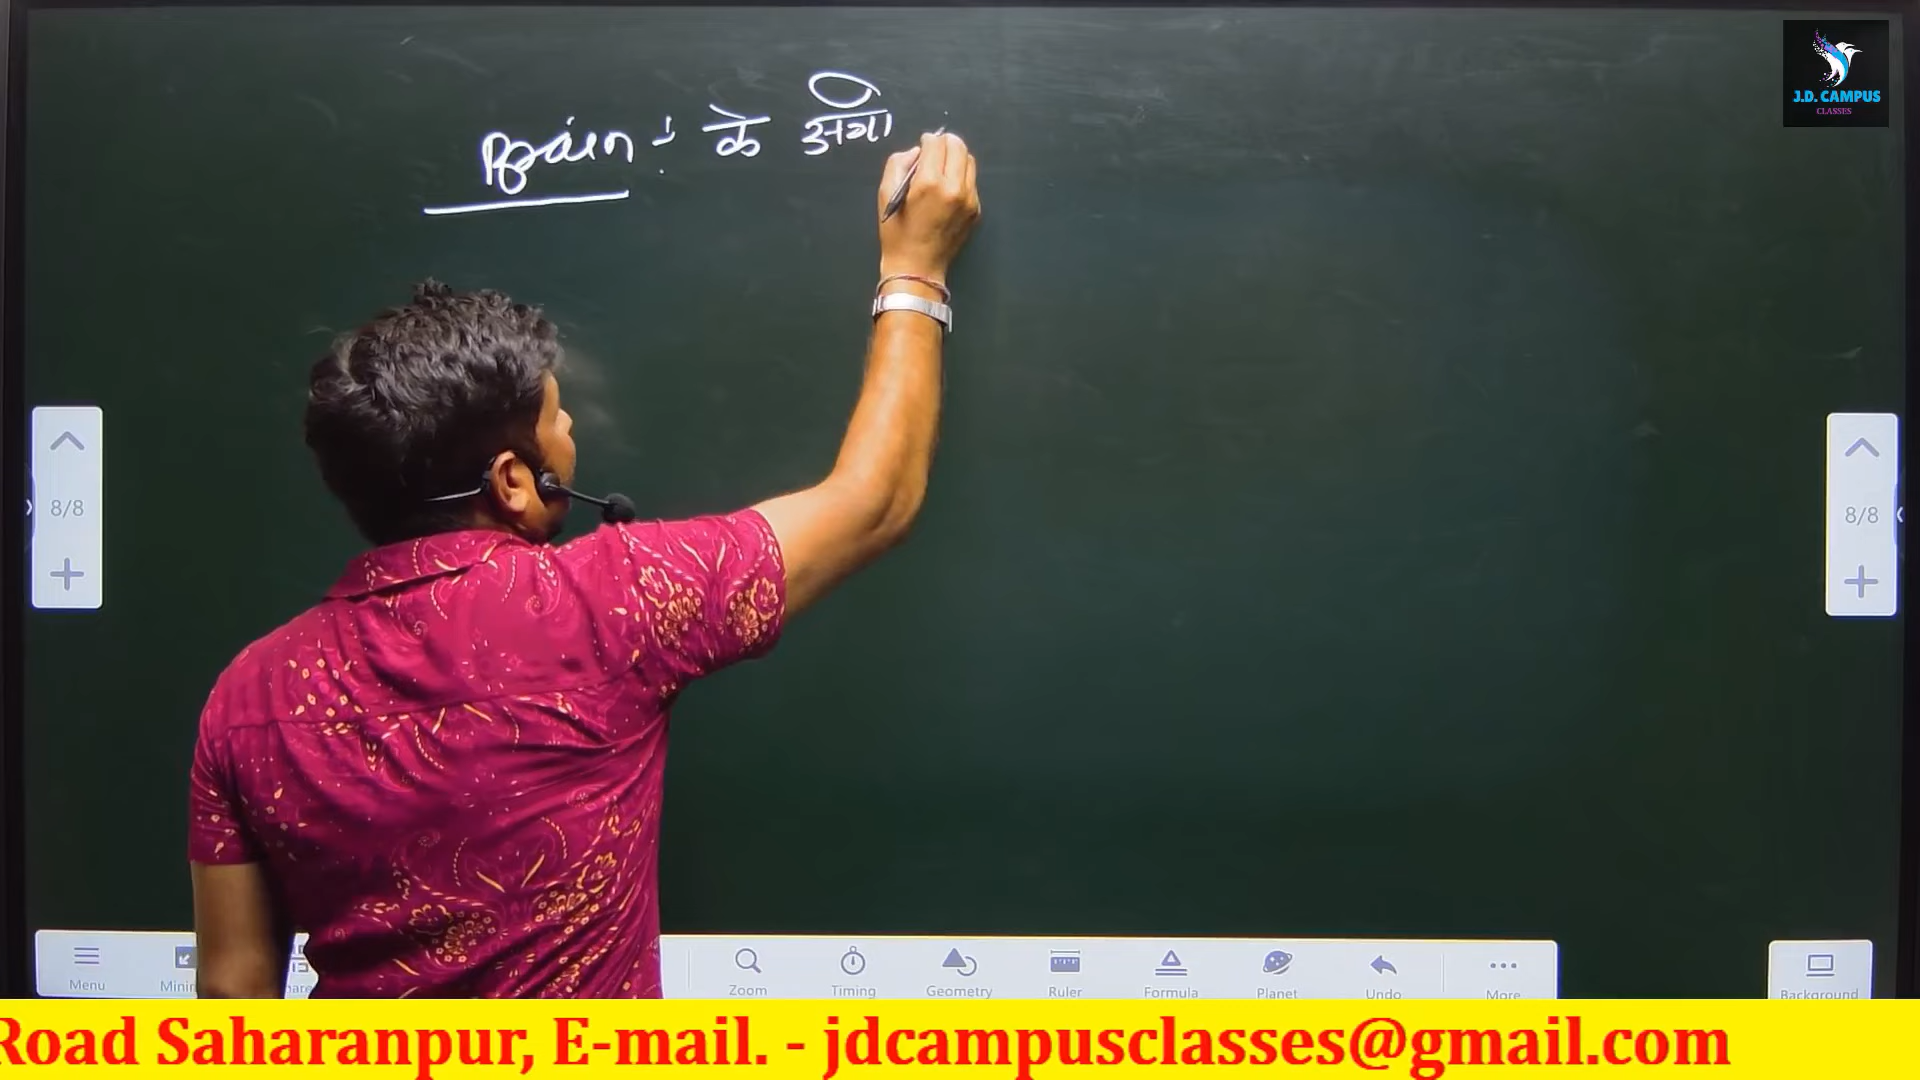 Brain :- के अंगो
J.D. CAMPUS
CLASSES
8/8
8/8
Menu
Zoom
Timing
Geometry
Ruler
Formula
Planet
Undo
More
Background
Road Saharanpur, E-mail. - jdcampusclasses@gmail.com